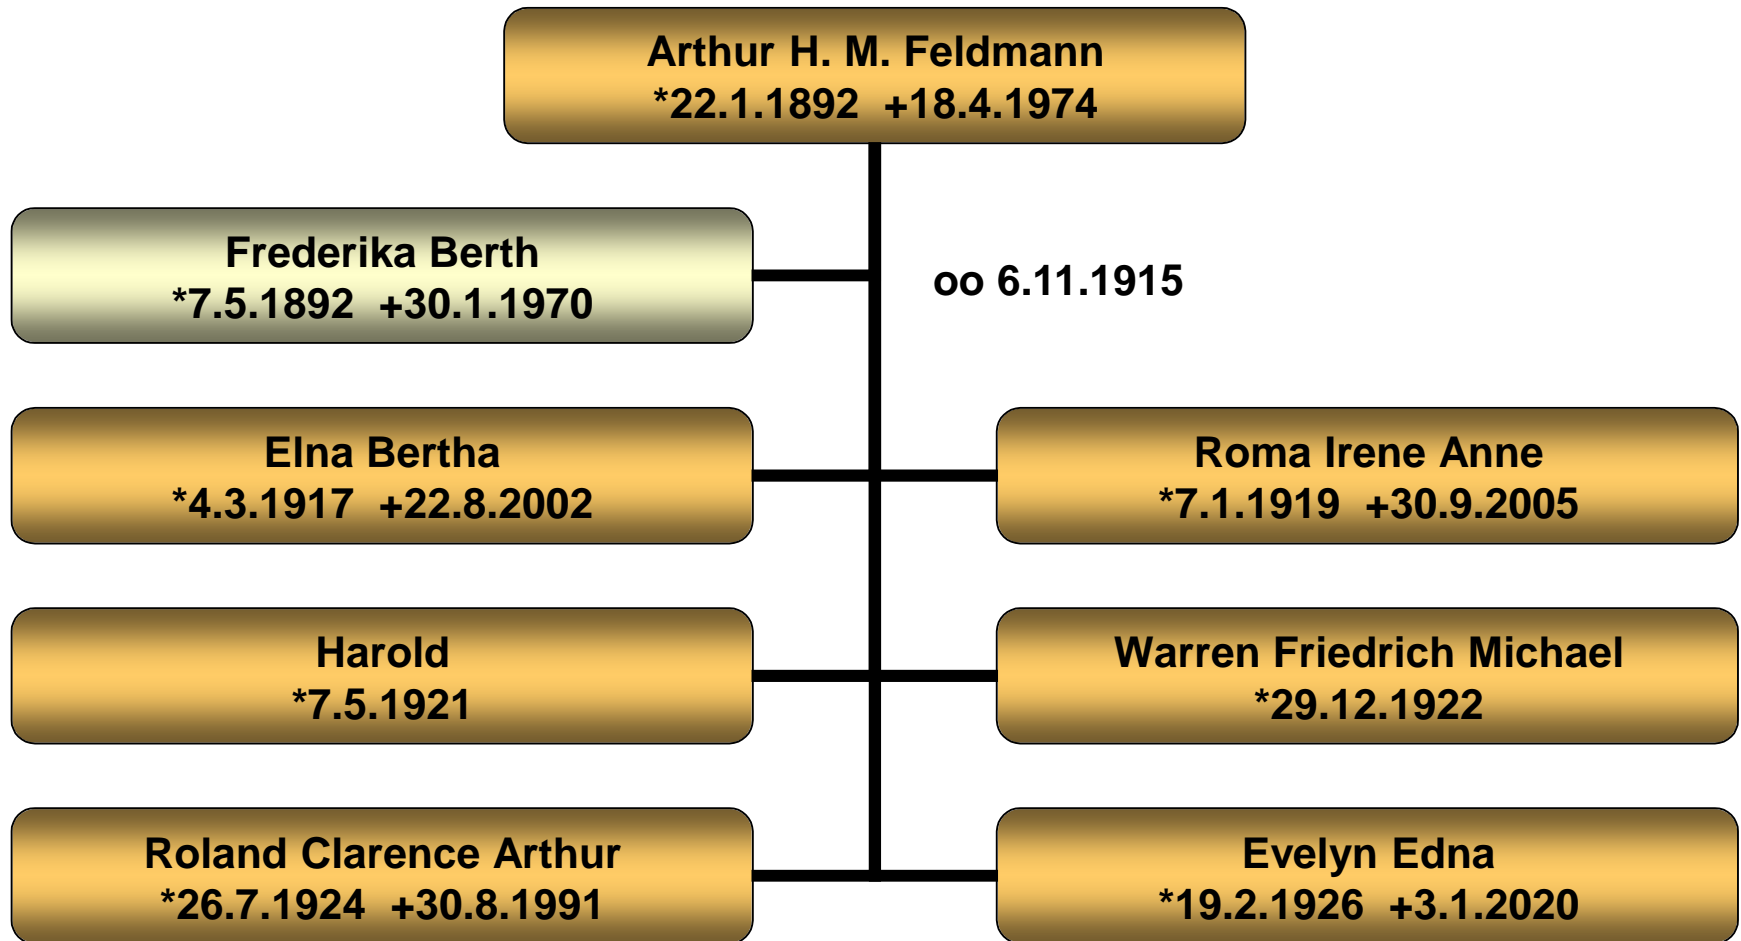 Arthur H. M. Feldmann
*22.1.1892 +18.4.1974
Frederika Berth
*7.5.1892 +30.1.1970
oo 6.11.1915
Elna Bertha
*4.3.1917 +22.8.2002
Roma Irene Anne
*7.1.1919 +30.9.2005
Harold
*7.5.1921
Warren Friedrich Michael
*29.12.1922
Roland Clarence Arthur
*26.7.1924 +30.8.1991
Evelyn Edna
*19.2.1926 +3.1.2020